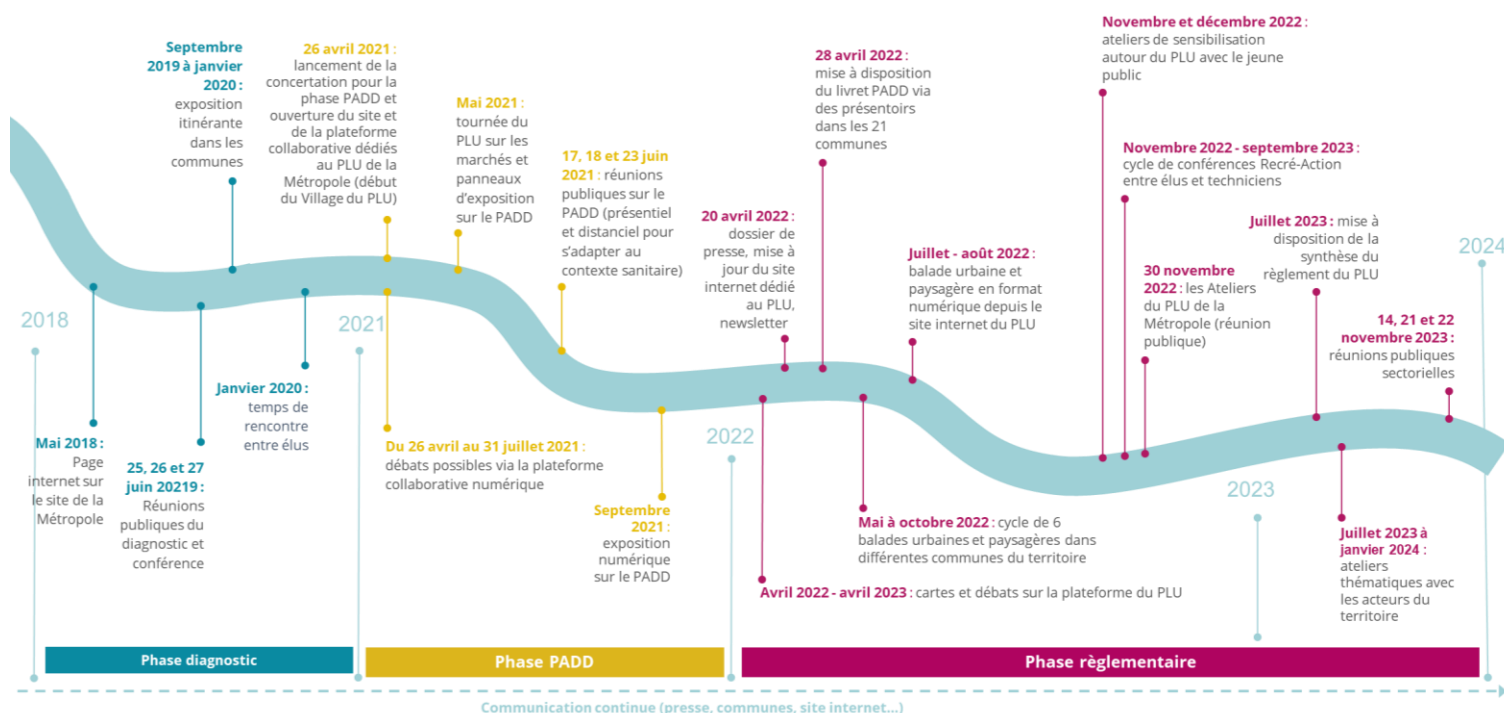 Septembre
2019 à janvier
2020 :
exposition
itinérante
dans les
communes
26 avril 2021 :
lancement de la
concertation pour la
phase PADD et
ouverture du site et
de la plateforme
collaborative dédiés
au PLU de la
Métropole (début
du Village du PLU)
Mai 2021 :
tournée du
PLU sur les
marchés et
panneaux
d'exposition
sur le PADD
17, 18 et 23 juin
2021 : réunions
publiques sur le
PADD (présentiel
et distanciel pour
s'adapter au
contexte sanitaire)
20 avril 2022 :
dossier de
presse, mise à
jour du site
internet dédié
au PLU,
newsletter
28 avril 2022 :
mise à disposition
du livret PADD via
des présentoirs
dans les 21
communes
Juillet - août 2022 :
balade urbaine et
paysagère en format
numérique depuis le
site internet du PLU
Novembre et décembre 2022 :
ateliers de sensibilisation
autour du PLU avec le jeune
public
Novembre 2022 - septembre 2023 :
cycle de conférences Recré-Action
entre élus et techniciens
30 novembre
2022 : les Ateliers
du PLU de la
Métropole (réunion
publique)
Juillet 2023 : mise à
disposition de la
synthèse du
règlement du PLU
14, 21 et 22
novembre 2023 :
réunions publiques
sectorielles
2018
2021
2022
2023
2024
Mai 2018 :
Page
internet sur
le site de la
Métropole
25, 26 et 27
juin 20219 :
Réunions
publiques du
diagnostic et
conférence
Janvier 2020 :
temps de
rencontre
entre élus
Du 26 avril au 31 juillet 2021 :
débats possibles via la plateforme
collaborative numérique
Septembre
2021 :
exposition
numérique
sur le PADD
Avril 2022 - avril 2023 : cartes et débats sur la plateforme du PLU
Mai à octobre 2022 : cycle de 6
balades urbaines et paysagères dans
différentes communes du territoire
Juillet 2023 à
janvier 2024 :
ateliers
thématiques avec
les acteurs du
territoire
Phase diagnostic
Phase PADD
Phase règlementaire
Communication continue (presse, communes, site internet...)